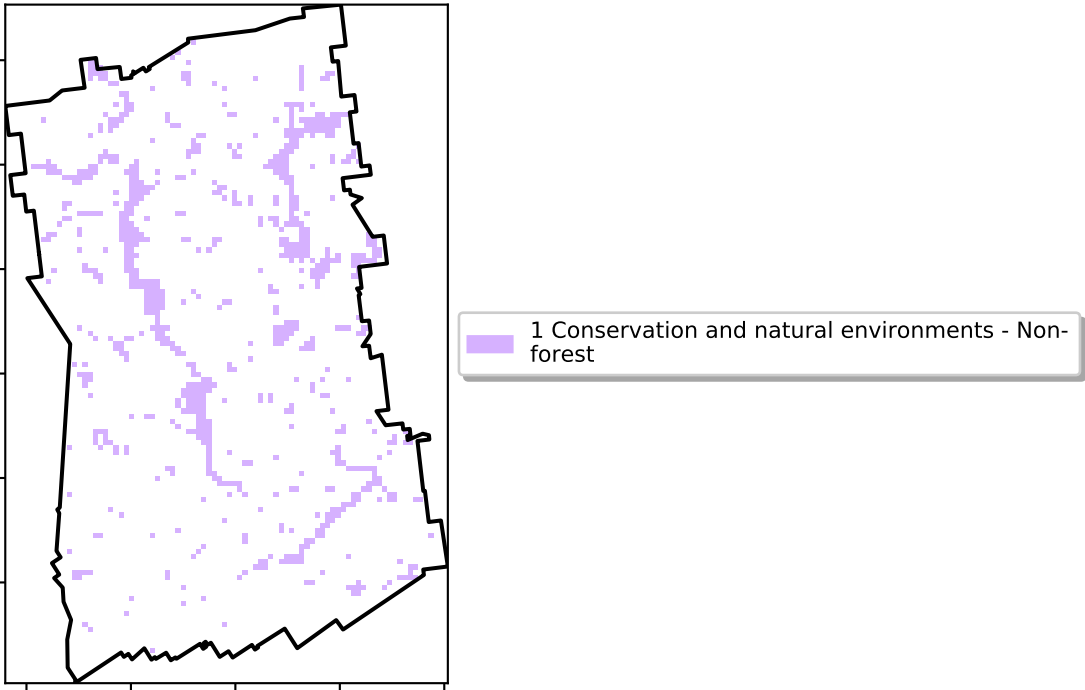 1 Conservation and natural environments - Non-
forest